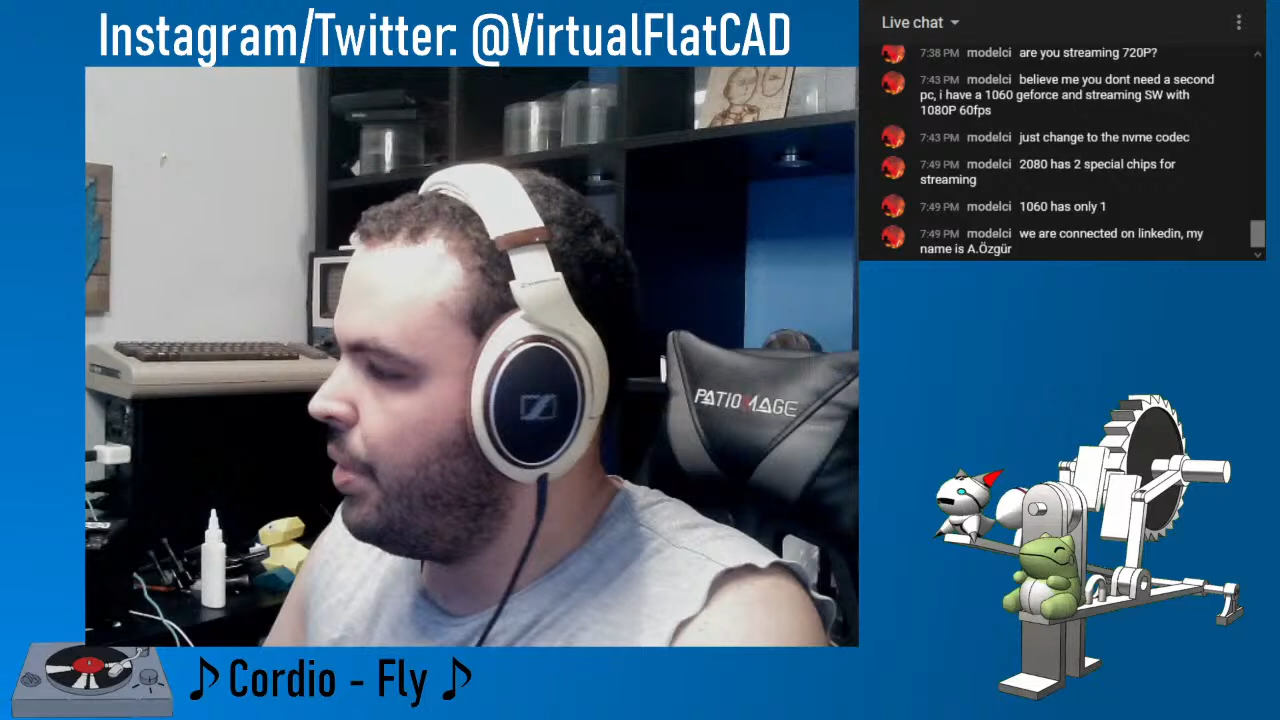 Instagram/Twitter: @VirtualFlatCAD
Live chat
7:38 PM modelci are you streaming 720P?
7:43 PM modelci believe me you dont need a second
pc, i have a 1060 geforce and streaming SW with
1080P 60fps
7:43 PM modelci just change to the nvme codec
7:49 PM modelci 2080 has 2 special chips for
streaming
7:49 PM modelci 1060 has only 1
7:49 PM modelci we are connected on linkedin, my
name is A.Özgür
PATIOMAGE
♪ Cordio - Fly ♪